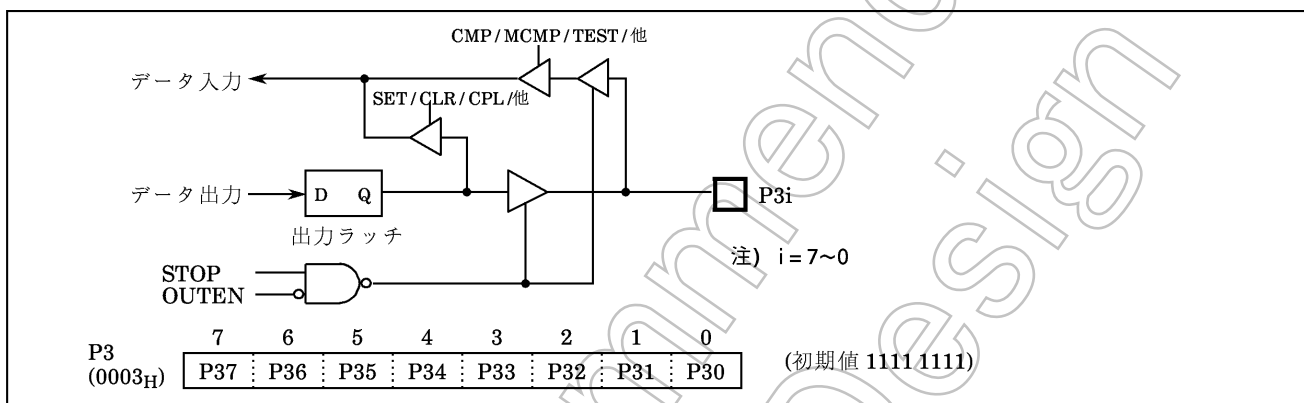 CMP/MCMP/TEST/他
データ入力
SET/CLR/CPL/他
データ出力
D Q
P3i
出力ラッチ
注) i = 7~0
STOP
OUTEN
7 6 5 4 3 2 1 0
P3
(0003H)
P37 P36 P35 P34 P33 P32 P31 P30
(初期値 1111 1111)
Design